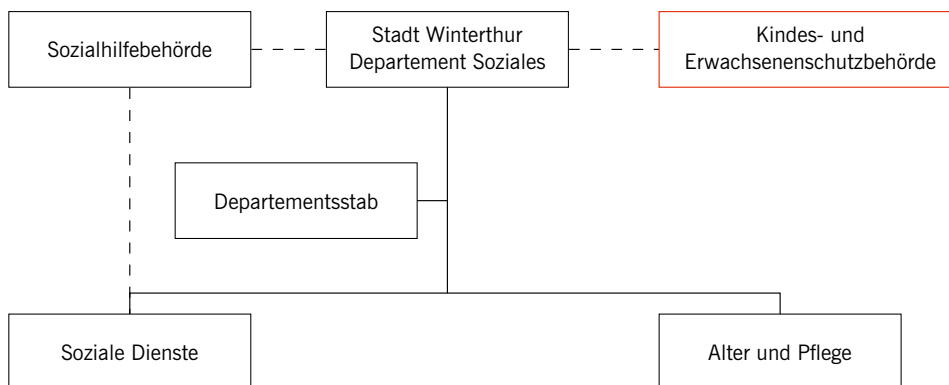 Sozialhilfebehörde
Stadt Winterthur
Departement Soziales
Kindes- und
Erwachsenenschutzbehörde
Departementsstab
Soziale Dienste
Alter und Pflege